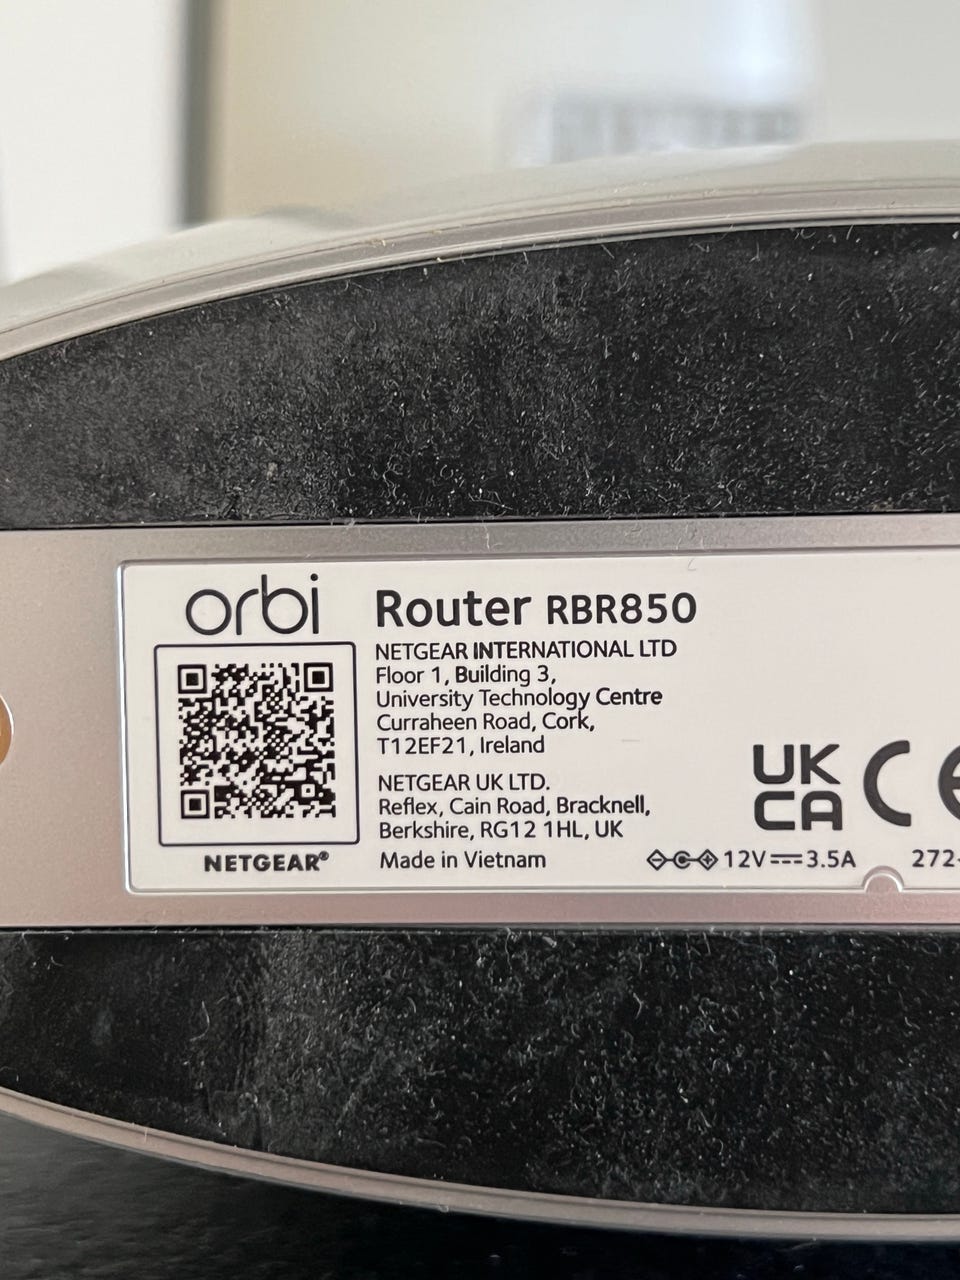 orbi
NETGEAR®
Router RBR850
NETGEAR INTERNATIONAL LTD
Floor 1, Building 3,
University Technology Centre
Curraheen Road, Cork,
T12EF21, Ireland
NETGEAR UK LTD.
Reflex, Cain Road, Bracknell,
Berkshire, RG12 1HL, UK
Made in Vietnam
UK
CA
CE
12V⎓3.5A
272-